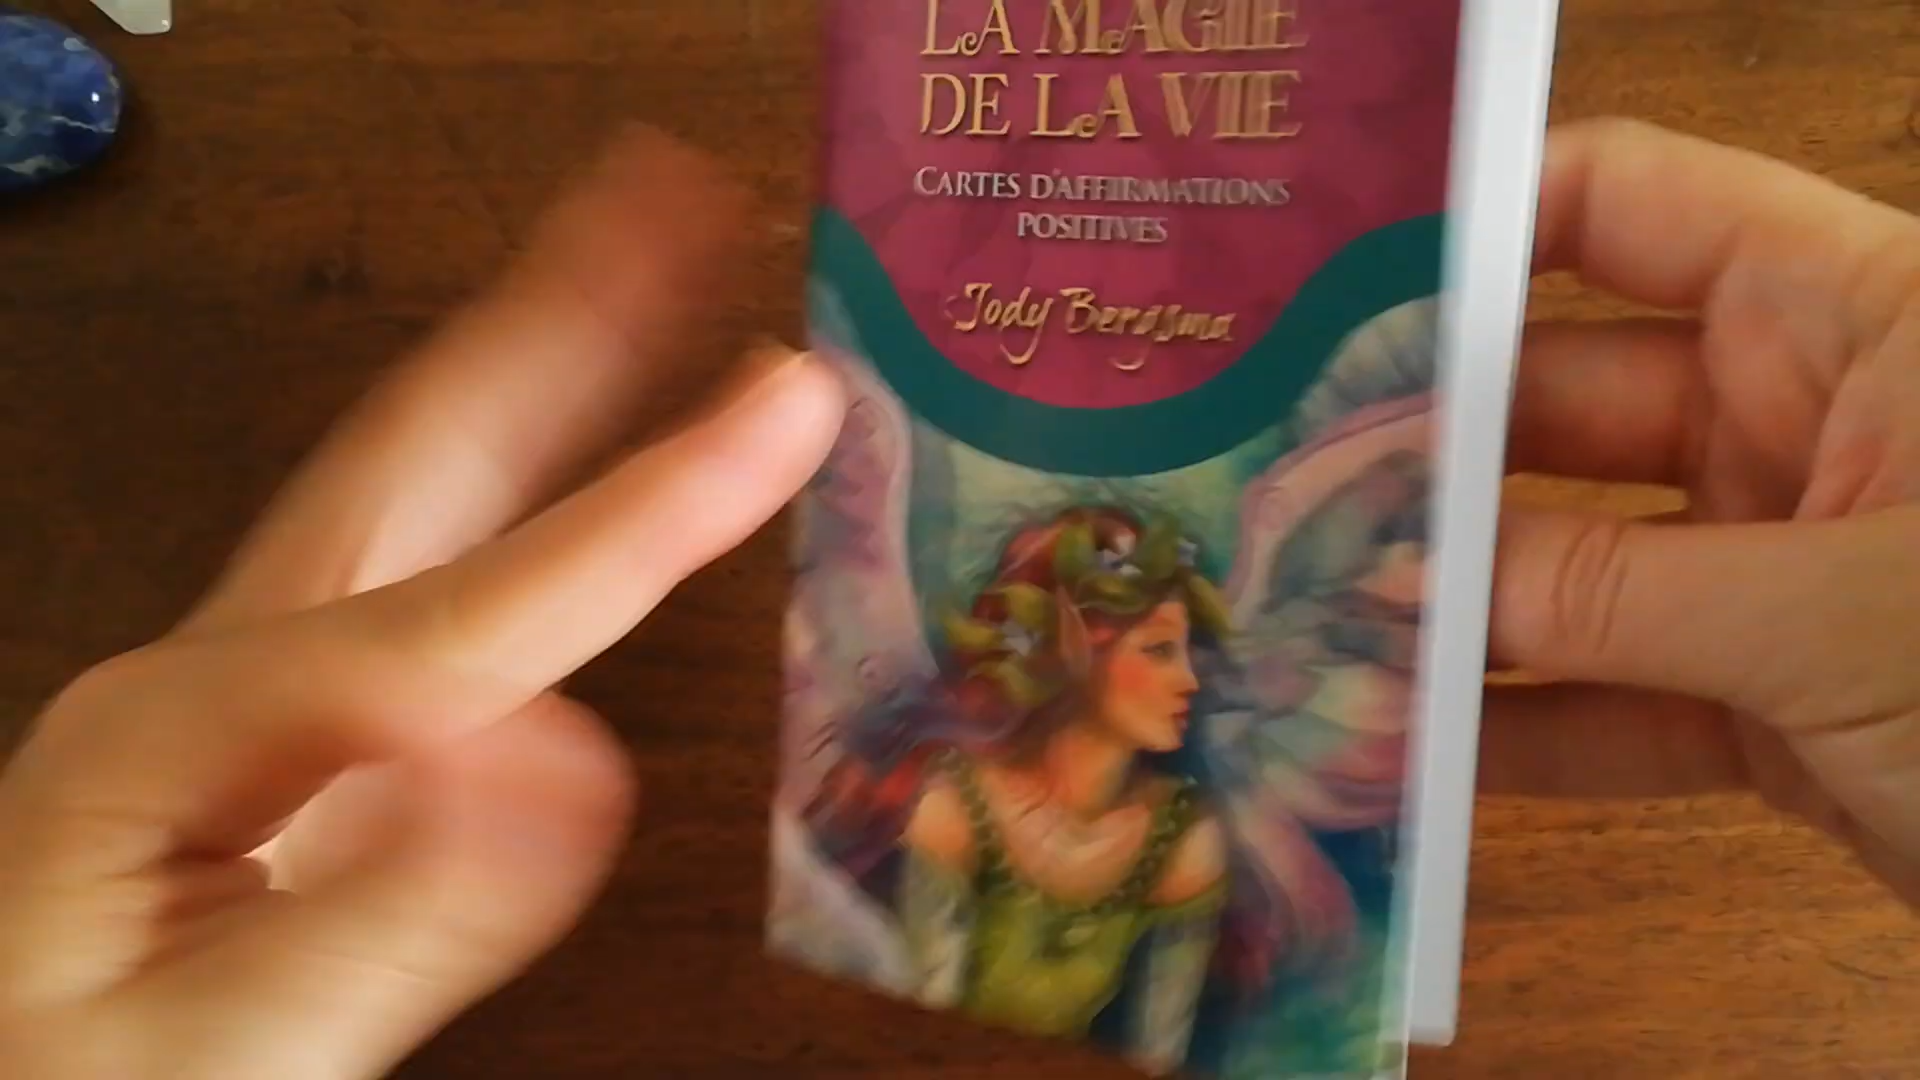 LA MAGIE
DE LA VIE
CARTES D'AFFIRMATIONS
POSITIVES
Jody Bergsma